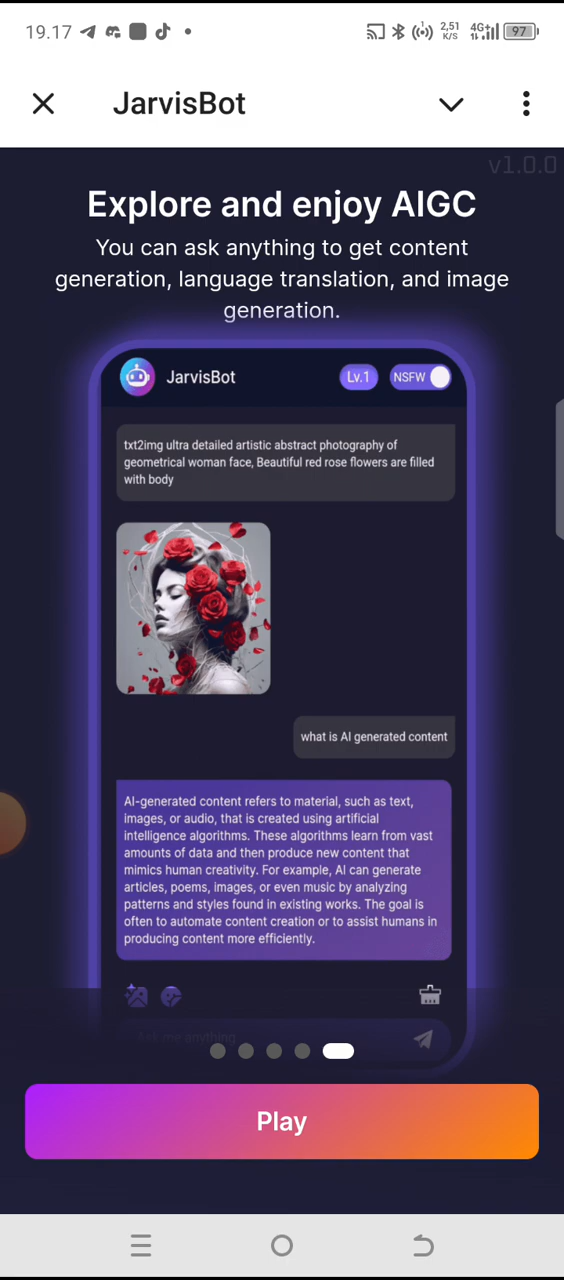 19.17
2,51
K/S
4G+
97
JarvisBot
v1.0.0
Explore and enjoy AIGC
You can ask anything to get content
generation, language translation, and image
generation.
JarvisBot
Lv.1
NSFW
txt2img ultra detailed artistic abstract photography of
geometrical woman face, Beautiful red rose flowers are filled
with body
what is AI generated content
AI-generated content refers to material, such as text,
images, or audio, that is created using artificial
intelligence algorithms. These algorithms learn from vast
amounts of data and then produce new content that
mimics human creativity. For example, AI can generate
articles, poems, images, or even music by analyzing
patterns and styles found in existing works. The goal is
often to automate content creation or to assist humans in
producing content more efficiently.
Ask me anything
Play